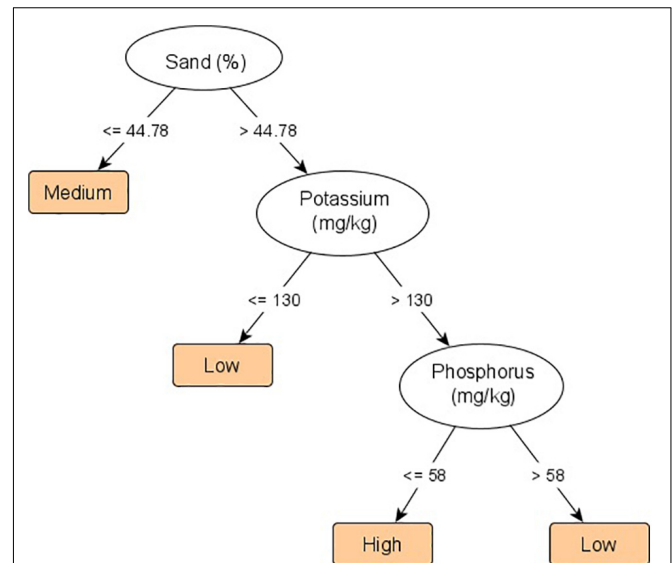 Sand (%)
<= 44.78
> 44.78
Medium
Potassium
(mg/kg)
<= 130
> 130
Low
Phosphorus
(mg/kg)
<= 58
> 58
High
Low